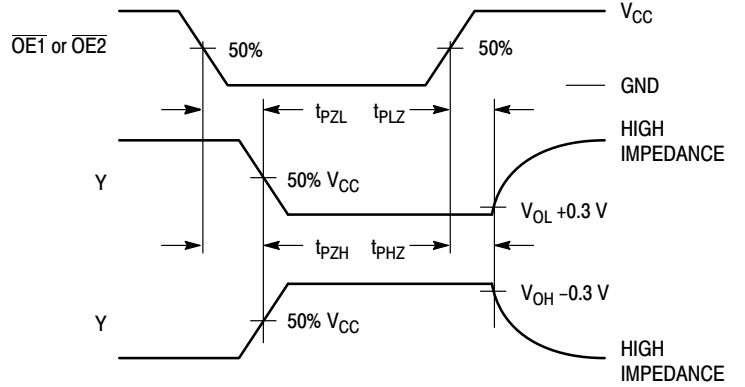 V_CC
OE1 or OE2
50%
50%
GND
t_PZL
t_PLZ
HIGH
IMPEDANCE
Y
50% V_CC
V_OL +0.3 V
t_PZH
t_PHZ
V_OH −0.3 V
Y
50% V_CC
HIGH
IMPEDANCE